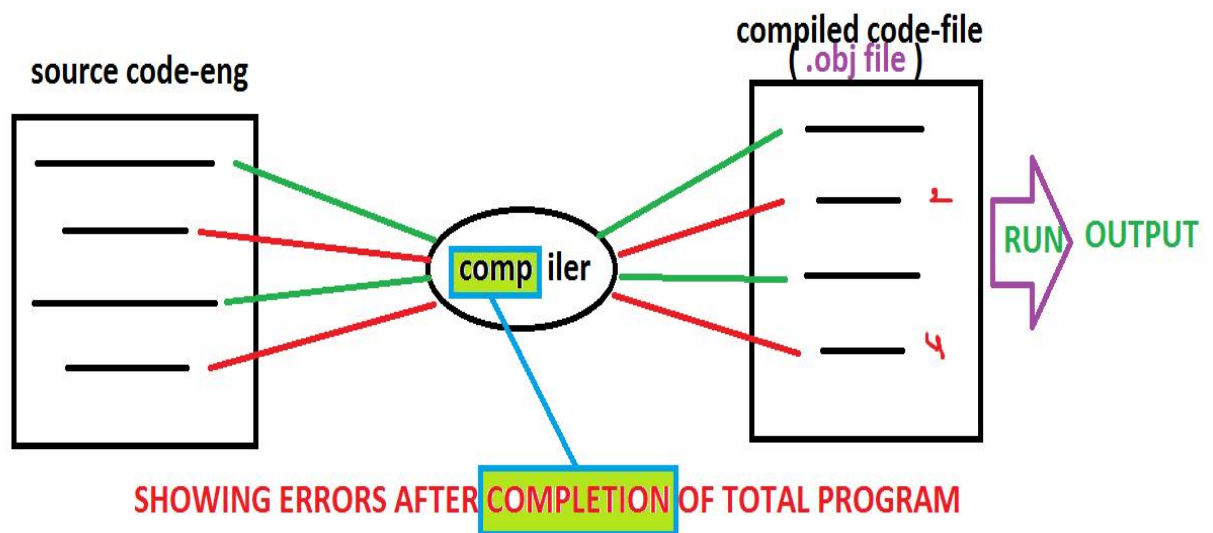 source code-eng
compiled code-file
( .obj file )
comp iler
RUN OUTPUT
SHOWING ERRORS AFTER COMPLETION OF TOTAL PROGRAM